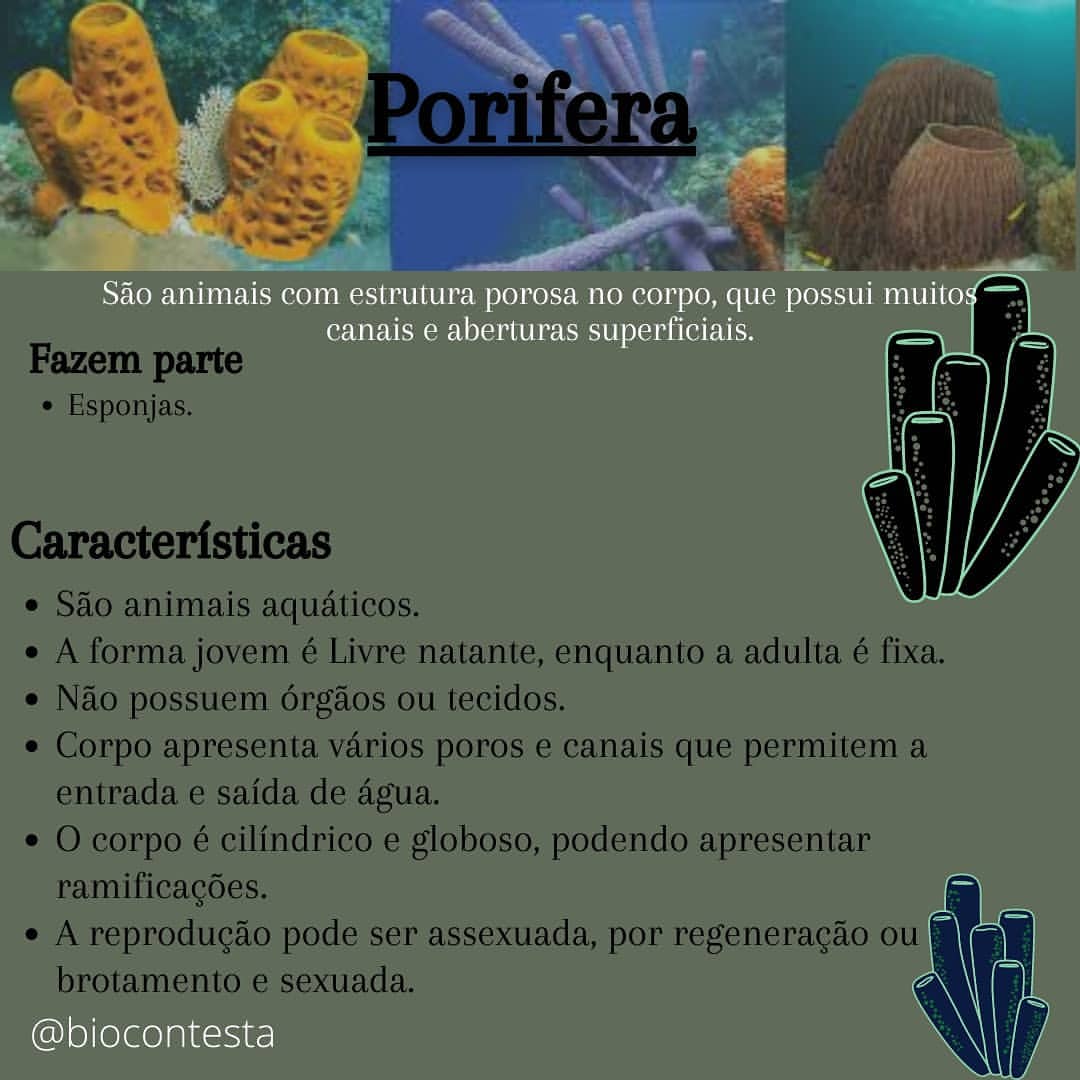 Porifera
São animais com estrutura porosa no corpo, que possui muitos
canais e aberturas superficiais.
Fazem parte
• Esponjas.
Características
• São animais aquáticos.
• A forma jovem é Livre natante, enquanto a adulta é fixa.
• Não possuem órgãos ou tecidos.
• Corpo apresenta vários poros e canais que permitem a
entrada e saída de água.
• O corpo é cilíndrico e globoso, podendo apresentar
ramificações.
• A reprodução pode ser assexuada, por regeneração ou
brotamento e sexuada.
@biocontesta